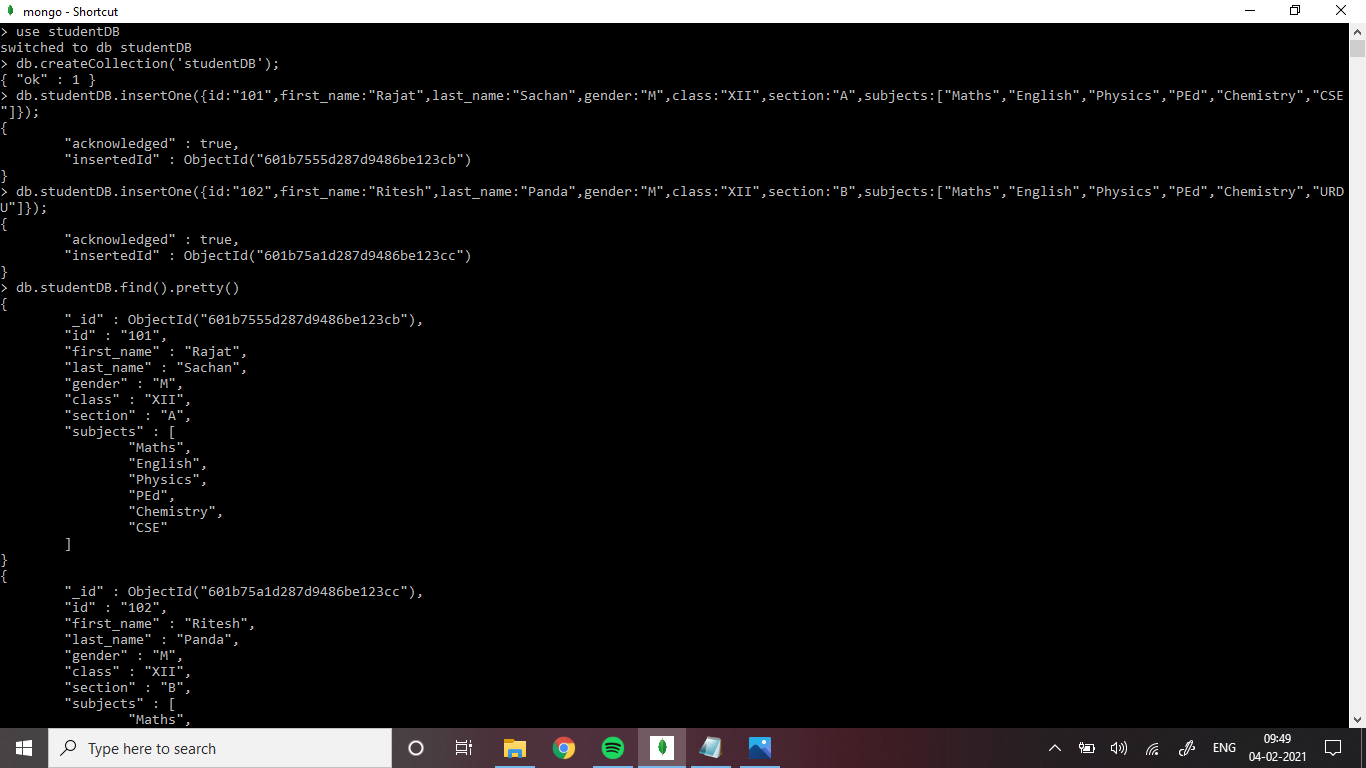 mongo - Shortcut
> use studentDB
switched to db studentDB
> db.createCollection('studentDB');
{ "ok" : 1 }
> db.studentDB.insertOne({id:"101",first_name:"Rajat",last_name:"Sachan",gender:"M",class:"XII",section:"A",subjects:["Maths","English","Physics","PEd","Chemistry","CSE
"]});
{
        "acknowledged" : true,
        "insertedId" : ObjectId("601b7555d287d9486be123cb")
}
> db.studentDB.insertOne({id:"102",first_name:"Ritesh",last_name:"Panda",gender:"M",class:"XII",section:"B",subjects:["Maths","English","Physics","PEd","Chemistry","URD
U"]});
{
        "acknowledged" : true,
        "insertedId" : ObjectId("601b75a1d287d9486be123cc")
}
> db.studentDB.find().pretty()
{
        "_id" : ObjectId("601b7555d287d9486be123cb"),
        "id" : "101",
        "first_name" : "Rajat",
        "last_name" : "Sachan",
        "gender" : "M",
        "class" : "XII",
        "section" : "A",
        "subjects" : [
                "Maths",
                "English",
                "Physics",
                "PEd",
                "Chemistry",
                "CSE"
        ]
}
{
        "_id" : ObjectId("601b75a1d287d9486be123cc"),
        "id" : "102",
        "first_name" : "Ritesh",
        "last_name" : "Panda",
        "gender" : "M",
        "class" : "XII",
        "section" : "B",
        "subjects" : [
                "Maths",
Type here to search
ENG
09:49
04-02-2021